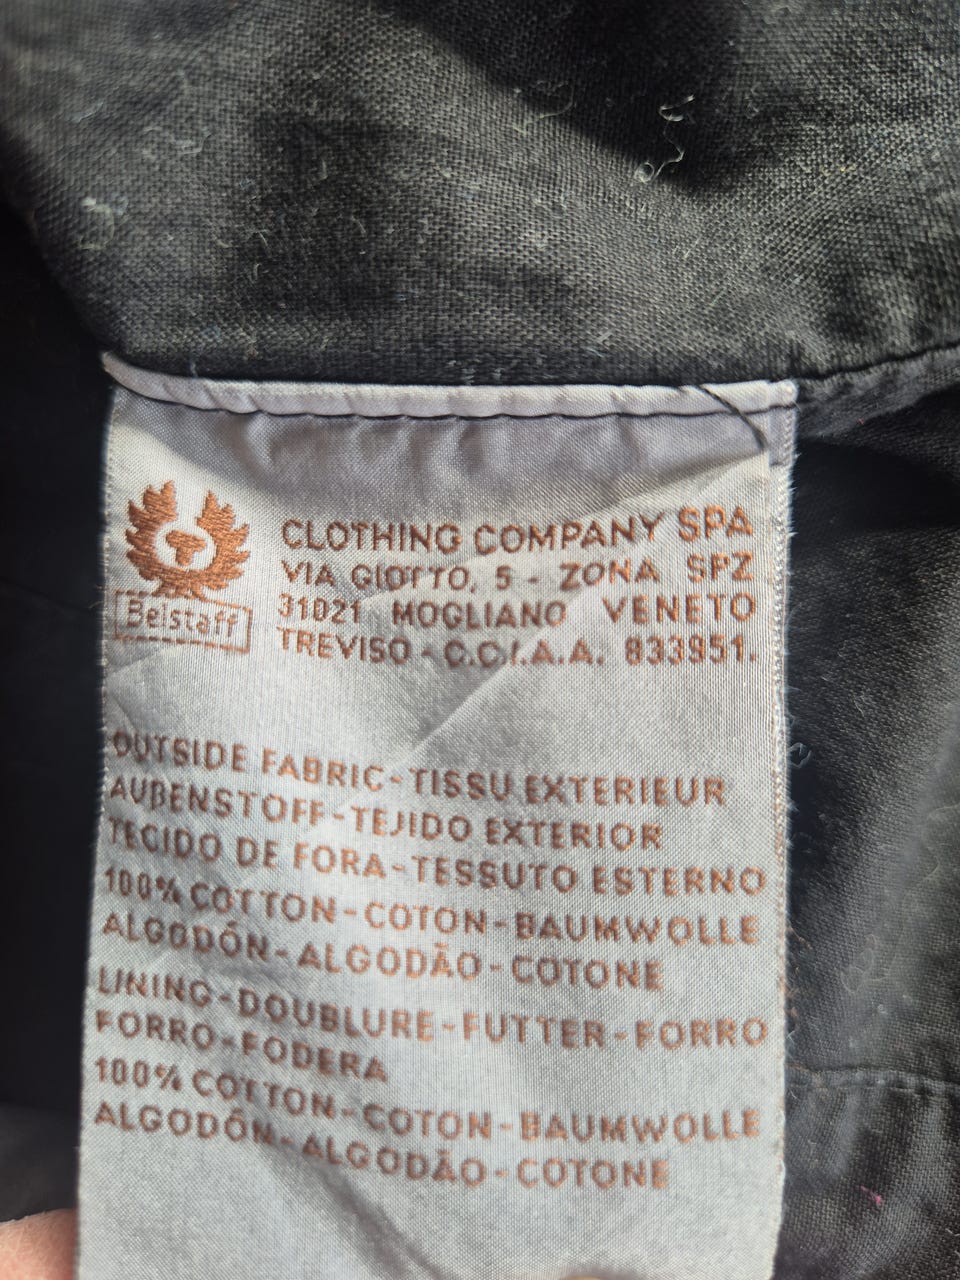 Belstaff
CLOTHING COMPANY SPA
VIA GIOTTO, 5 - ZONA SPZ
31021 MOGLIANO VENETO
TREVISO - C.C.I.A.A. 833951.
OUTSIDE FABRIC-TISSU EXTERIEUR
AUBENSTOFF-TEJIDO EXTERIOR
TECIDO DE FORA-TESSUTO ESTERNO
100% COTTON-COTON-BAUMWOLLE
ALGODÓN-ALGODÃO-COTONE
LINING-DOUBLURE-FUTTER-FORRO
FORRO-FODERA
100% COTTON-COTON-BAUMWOLLE
ALGODÓN-ALGODÃO-COTONE